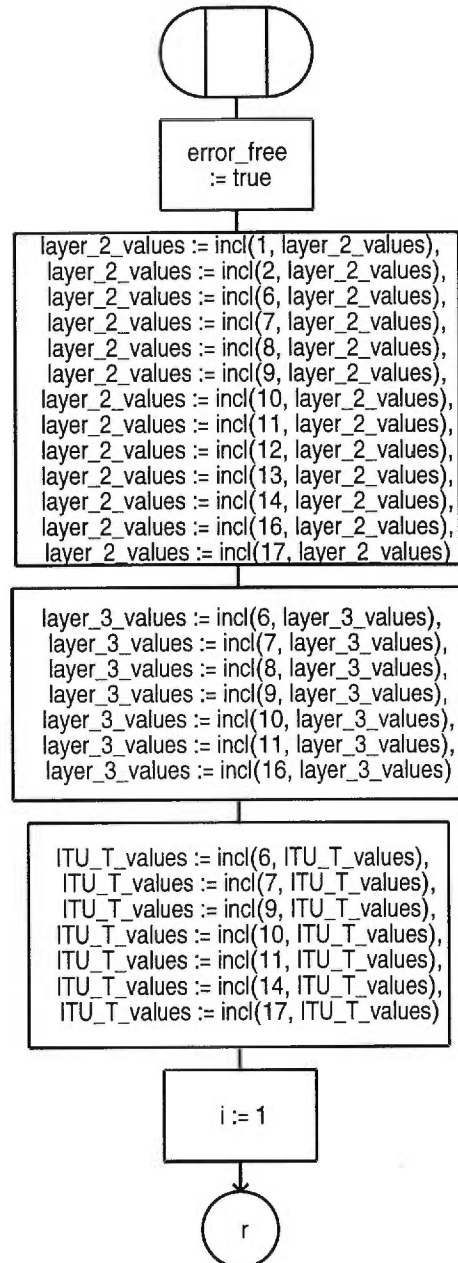 error_free
:= true
layer_2_values := incl(1, layer_2_values),
layer_2_values := incl(2, layer_2_values),
layer_2_values := incl(6, layer_2_values),
layer_2_values := incl(7, layer_2_values),
layer_2_values := incl(8, layer_2_values),
layer_2_values := incl(9, layer_2_values),
layer_2_values := incl(10, layer_2_values),
layer_2_values := incl(11, layer_2_values),
layer_2_values := incl(12, layer_2_values),
layer_2_values := incl(13, layer_2_values),
layer_2_values := incl(14, layer_2_values),
layer_2_values := incl(16, layer_2_values),
layer_2_values := incl(17, layer_2_values)
layer_3_values := incl(6, layer_3_values),
layer_3_values := incl(7, layer_3_values),
layer_3_values := incl(8, layer_3_values),
layer_3_values := incl(9, layer_3_values),
layer_3_values := incl(10, layer_3_values),
layer_3_values := incl(11, layer_3_values),
layer_3_values := incl(16, layer_3_values)
ITU_T_values := incl(6, ITU_T_values),
ITU_T_values := incl(7, ITU_T_values),
ITU_T_values := incl(9, ITU_T_values),
ITU_T_values := incl(10, ITU_T_values),
ITU_T_values := incl(11, ITU_T_values),
ITU_T_values := incl(14, ITU_T_values),
ITU_T_values := incl(17, ITU_T_values)
i := 1
r